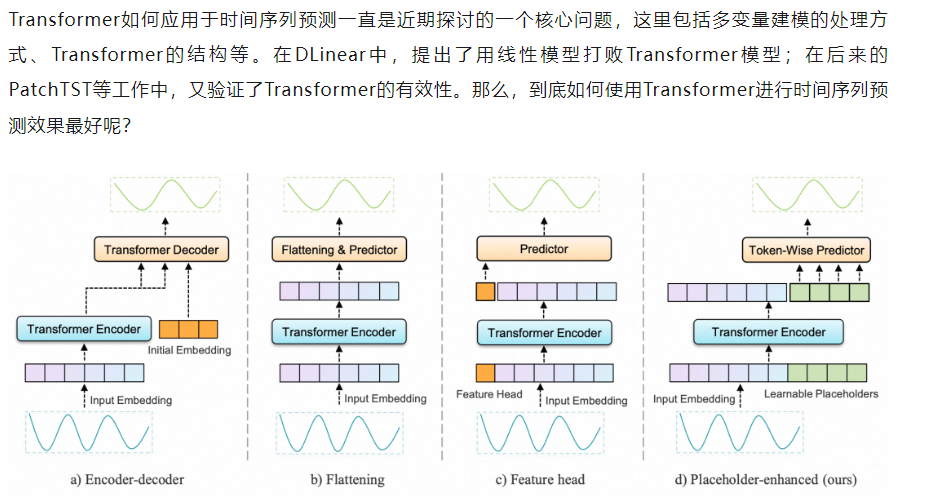 Transformer如何应用于时间序列预测一直是近期探讨的一个核心问题，这里包括多变量建模的处理方
式、Transformer的结构等。在DLinear中，提出了用线性模型打败Transformer模型；在后来的
PatchTST等工作中，又验证了Transformer的有效性。那么，到底如何使用Transformer进行时间序列预
测效果最好呢？
Transformer Decoder
Transformer Encoder
Initial Embedding
Input Embedding
a) Encoder-decoder
Flattening & Predictor
Transformer Encoder
Input Embedding
b) Flattening
Predictor
Transformer Encoder
Feature Head
Input Embedding
c) Feature head
Token-Wise Predictor
Transformer Encoder
Input Embedding
Learnable Placeholders
d) Placeholder-enhanced (ours)